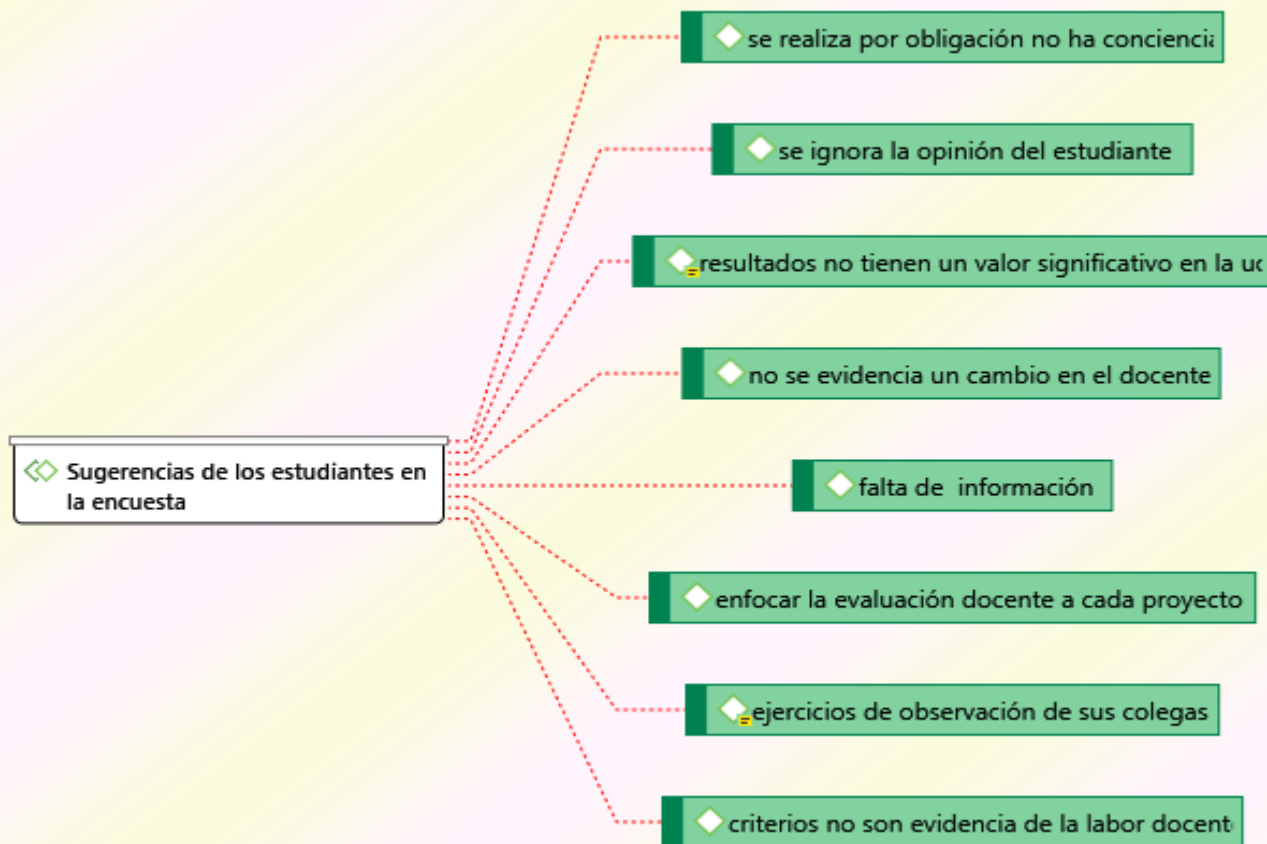 se realiza por obligación no ha conciencia
se ignora la opinión del estudiante
resultados no tienen un valor significativo en la
no se evidencia un cambio en el docente
Sugerencias de los estudiantes en
la encuesta
falta de información
enfocar la evaluación docente a cada proyecto
ejercicios de observación de sus colegas
criterios no son evidencia de la labor docente